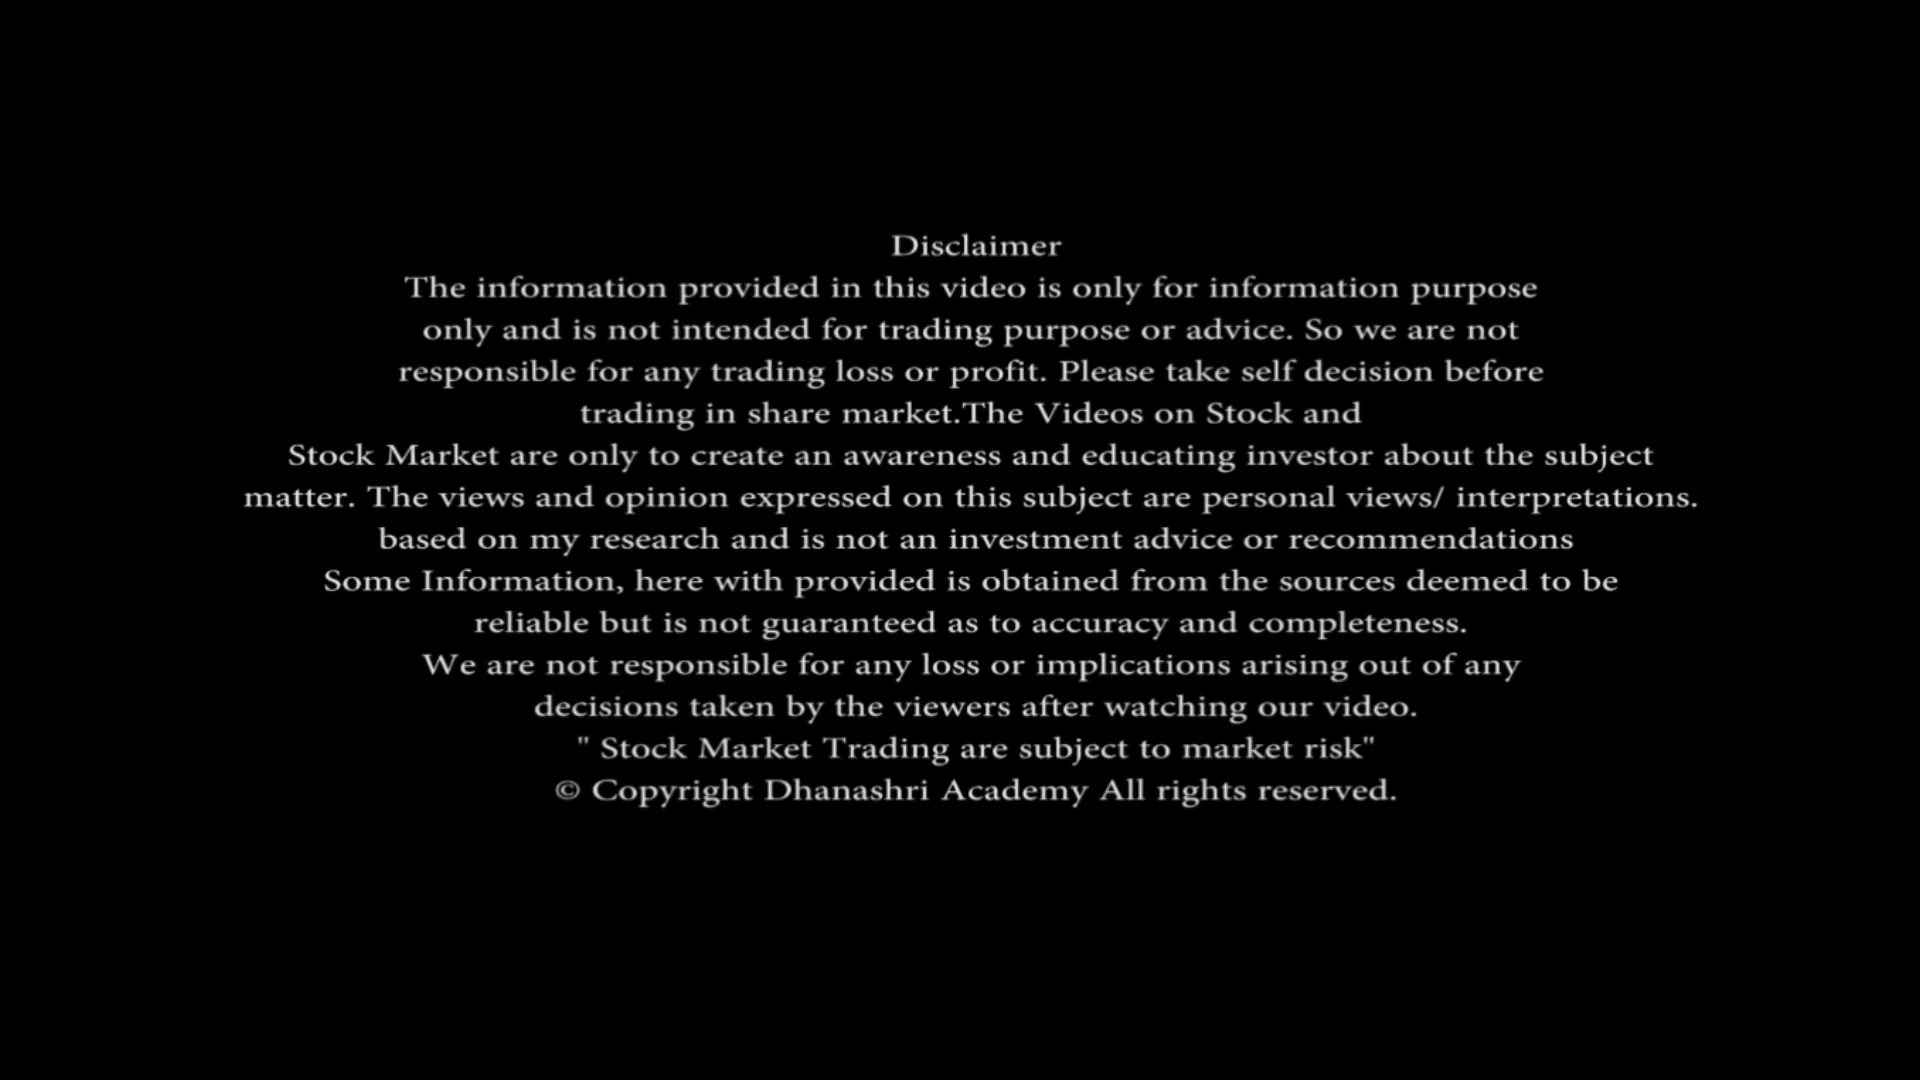 Disclaimer
The information provided in this video is only for information purpose
only and is not intended for trading purpose or advice. So we are not
responsible for any trading loss or profit. Please take self decision before
trading in share market.The Videos on Stock and
Stock Market are only to create an awareness and educating investor about the subject
matter. The views and opinion expressed on this subject are personal views/ interpretations.
based on my research and is not an investment advice or recommendations
Some Information, here with provided is obtained from the sources deemed to be
reliable but is not guaranteed as to accuracy and completeness.
We are not responsible for any loss or implications arising out of any
decisions taken by the viewers after watching our video.
" Stock Market Trading are subject to market risk"
© Copyright Dhanashri Academy All rights reserved.